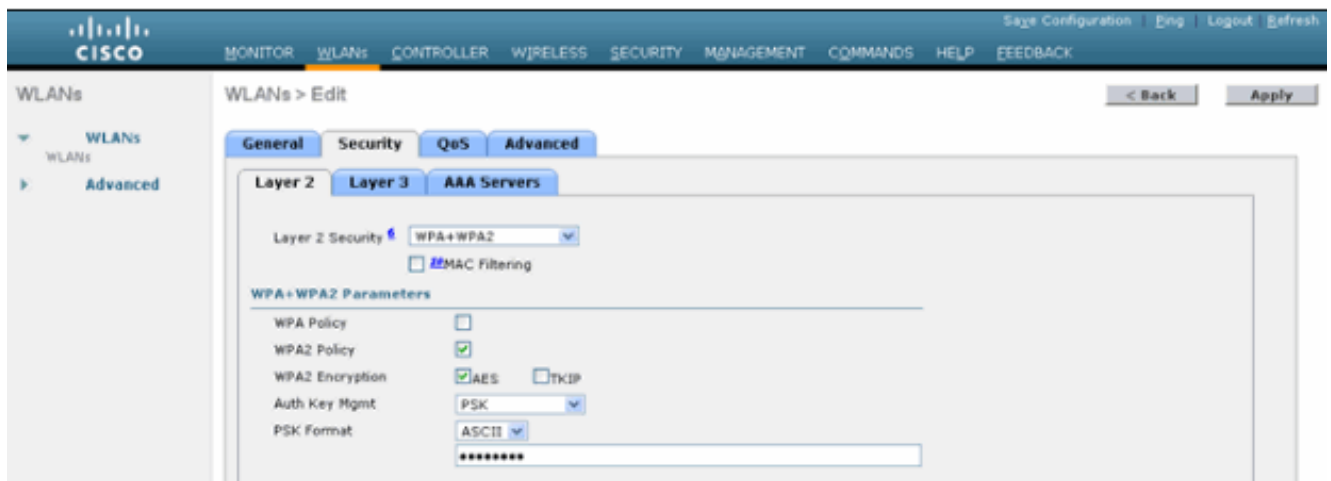 Save Configuration | Ping | Logout | Refresh
CISCO
MONITOR WLANs CONTROLLER WIRELESS SECURITY MANAGEMENT COMMANDS HELP FEEDBACK
WLANs
WLANs > Edit
< Back
Apply
WLANs
WLANs
Advanced
General Security QoS Advanced
Layer 2 Layer 3 AAA Servers
Layer 2 Security 6 WPA+WPA2
MAC Filtering
WPA+WPA2 Parameters
WPA Policy
WPA2 Policy
WPA2 Encryption AES TKIP
Auth Key Mgmt PSK
PSK Format ASCII
••••••••